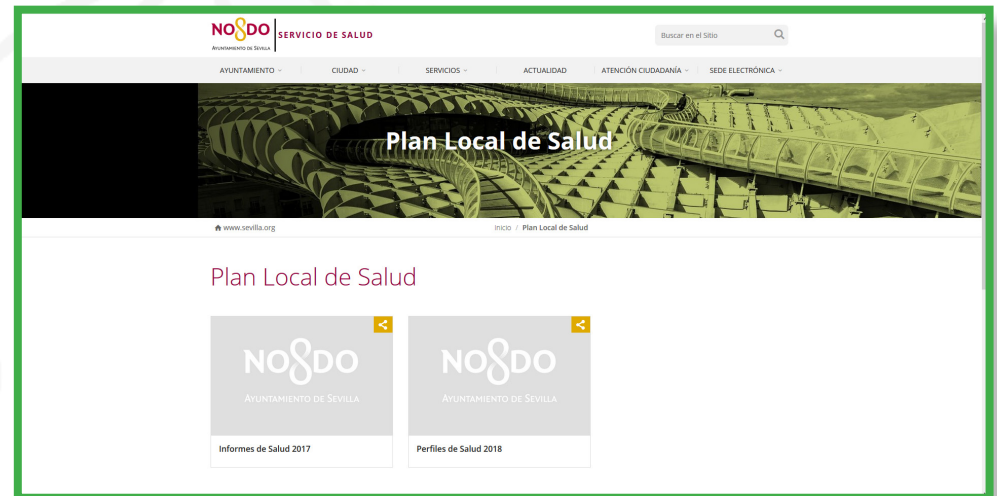 NO8DO
SERVICIO DE SALUD
AYUNTAMIENTO DE SEVILLA
Buscar en el Sitio
AYUNTAMIENTO CIUDAD SERVICIOS ACTUALIDAD ATENCIÓN CIUDADANÍA SEDE ELECTRÓNICA
Plan Local de Salud
www.sevilla.org
Inicio / Plan Local de Salud
Plan Local de Salud
NO8DO
AYUNTAMIENTO DE SEVILLA
Informes de Salud 2017
NO8DO
AYUNTAMIENTO DE SEVILLA
Perfiles de Salud 2018